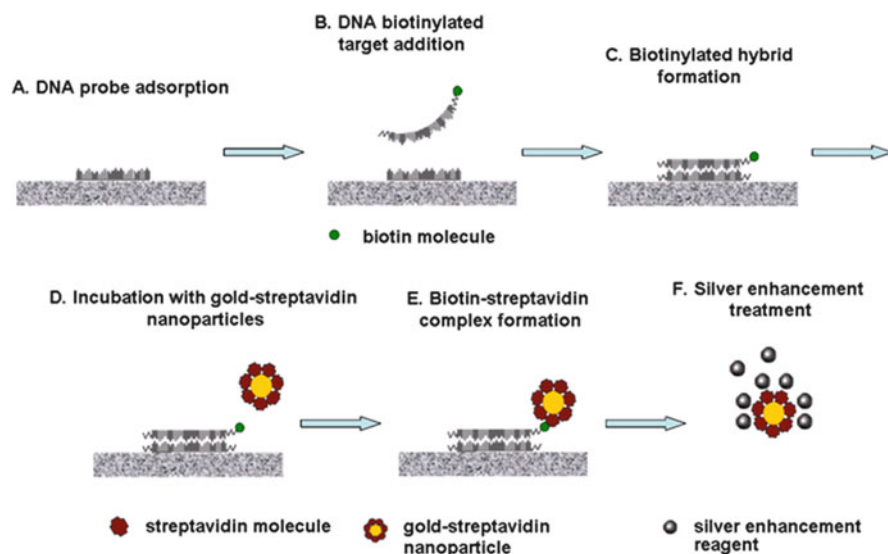 A. DNA probe adsorption
B. DNA biotinylated
target addition
C. Biotinylated hybrid
formation
biotin molecule
D. Incubation with gold-streptavidin
nanoparticles
E. Biotin-streptavidin
complex formation
F. Silver enhancement
treatment
streptavidin molecule
gold-streptavidin
nanoparticle
silver enhancement
reagent